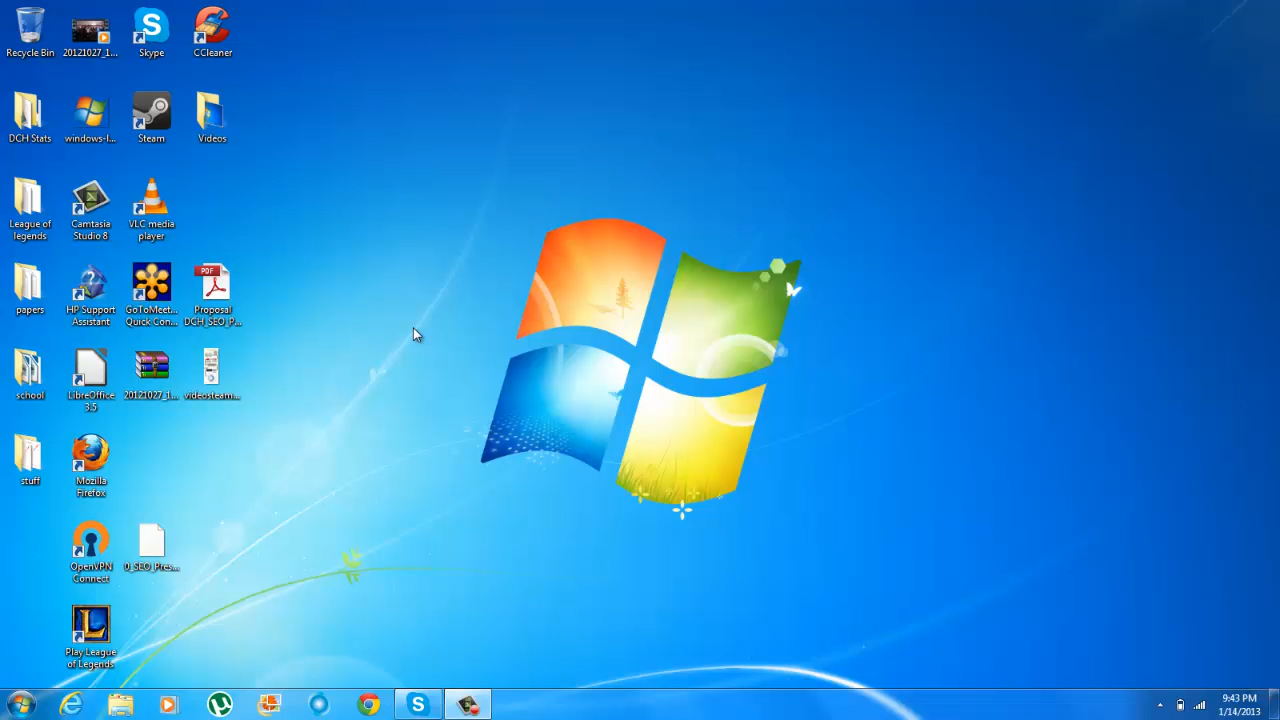 Recycle Bin
20121027_1...
Skype
CCleaner
DCH Stats
windows-l...
Steam
Videos
League of
legends
Camtasia
Studio 8
VLC media
player
papers
HP Support
Assistant
GoToMeet...
Quick Con...
PDF
Proposal
DCH_SEO_P...
school
LibreOffice
3.5
20121027_1...
videosteam...
stuff
Mozilla
Firefox
OpenVPN
Connect
0_SEO_Pres...
Play League
of Legends
9:43 PM
1/14/2013